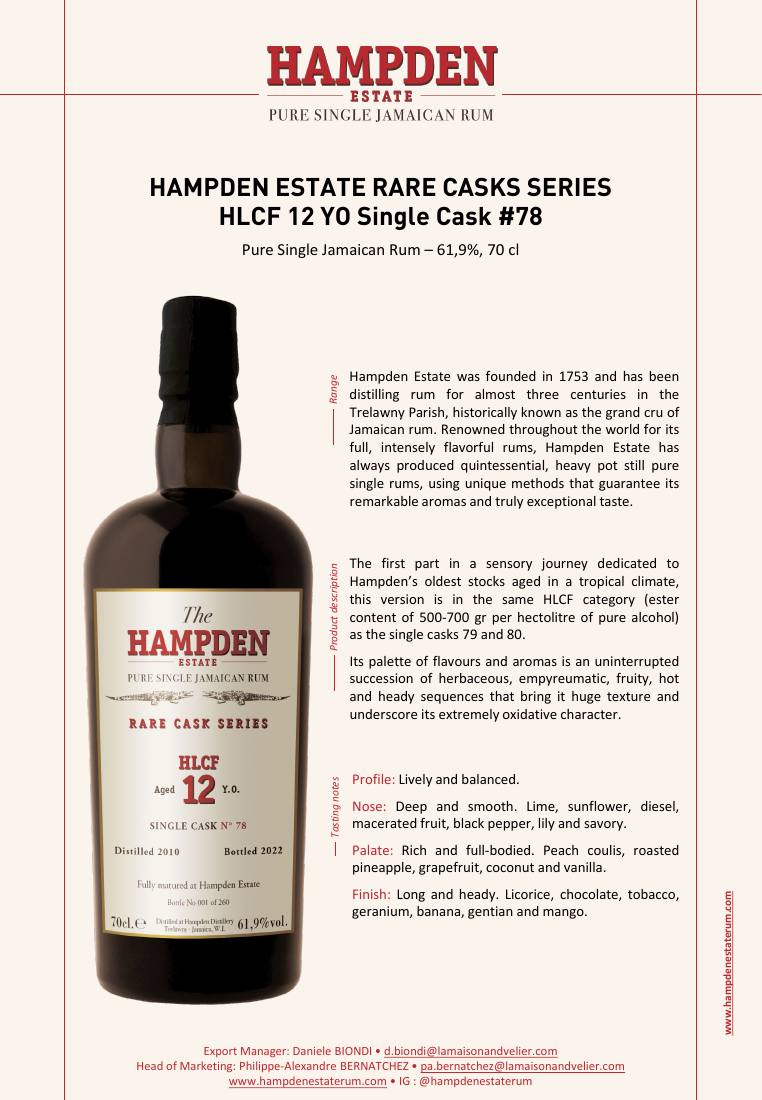 HAMPDEN
ESTATE
PURE SINGLE JAMAICAN RUM
HAMPDEN ESTATE RARE CASKS SERIES
HLCF 12 YO Single Cask #78
Pure Single Jamaican Rum – 61,9%, 70 cl
Range
Hampden Estate was founded in 1753 and has been
distilling rum for almost three centuries in the
Trelawny Parish, historically known as the grand cru of
Jamaican rum. Renowned throughout the world for its
full, intensely flavorful rums, Hampden Estate has
always produced quintessential, heavy pot still pure
single rums, using unique methods that guarantee its
remarkable aromas and truly exceptional taste.
Product description
The first part in a sensory journey dedicated to
Hampden’s oldest stocks aged in a tropical climate,
this version is in the same HLCF category (ester
content of 500-700 gr per hectolitre of pure alcohol)
as the single casks 79 and 80.
Its palette of flavours and aromas is an uninterrupted
succession of herbaceous, empyreumatic, fruity, hot
and heady sequences that bring it huge texture and
underscore its extremely oxidative character.
Tasting notes
Profile: Lively and balanced.
Nose: Deep and smooth. Lime, sunflower, diesel,
macerated fruit, black pepper, lily and savory.
Palate: Rich and full-bodied. Peach coulis, roasted
pineapple, grapefruit, coconut and vanilla.
Finish: Long and heady. Licorice, chocolate, tobacco,
geranium, banana, gentian and mango.
The
HAMPDEN
ESTATE
PURE SINGLE JAMAICAN RUM
RARE CASK SERIES
HLCF
Aged 12 Y.O.
SINGLE CASK N° 78
Distilled 2010 Bottled 2022
Fully matured at Hampden Estate
Bottle No 001 of 260
70cl.℮ Distilled at Hampden Distillery 61,9%vol.
Trelawny - Jamaica, W.I.
www.hampdenestaterum.com
Export Manager: Daniele BIONDI • d.biondi@lamaisonandvelier.com
Head of Marketing: Philippe-Alexandre BERNATCHEZ • pa.bernatchez@lamaisonandvelier.com
www.hampdenestaterum.com • IG : @hampdenestaterum